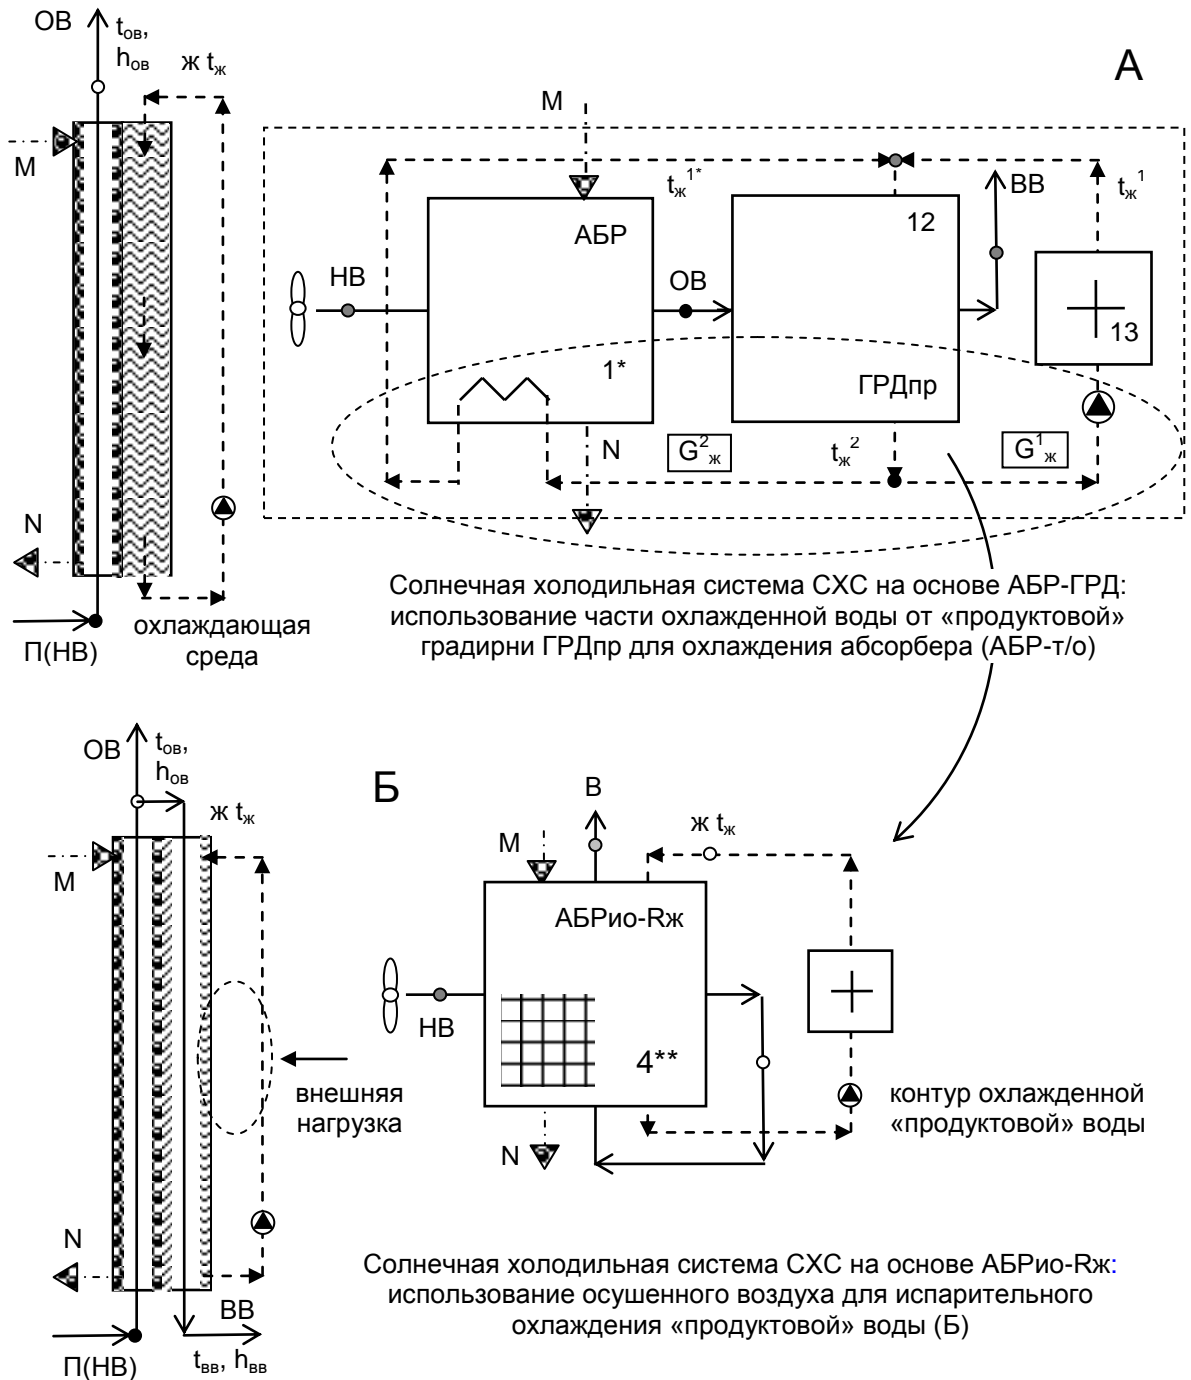 ОВ
tов,
hов
ж tж
М
N
П(НВ)
охлаждающая
среда
А
М
tж1*
ВВ
tж1
12
АБР
НВ
ОВ
13
1*
ГРДпр
N
G2ж
tж2
G1ж
Солнечная холодильная система СХС на основе АБР-ГРД:
использование части охлажденной воды от «продуктовой»
градирни ГРДпр для охлаждения абсорбера (АБР-т/о)
ОВ
tов,
hов
ж tж
М
внешняя
нагрузка
N
ВВ
П(НВ)
tвв, hвв
Б
В
М
ж tж
АБРио-Rж
НВ
4**
N
контур охлажденной
«продуктовой» воды
Солнечная холодильная система СХС на основе АБРио-Rж:
использование осушенного воздуха для испарительного
охлаждения «продуктовой» воды (Б)